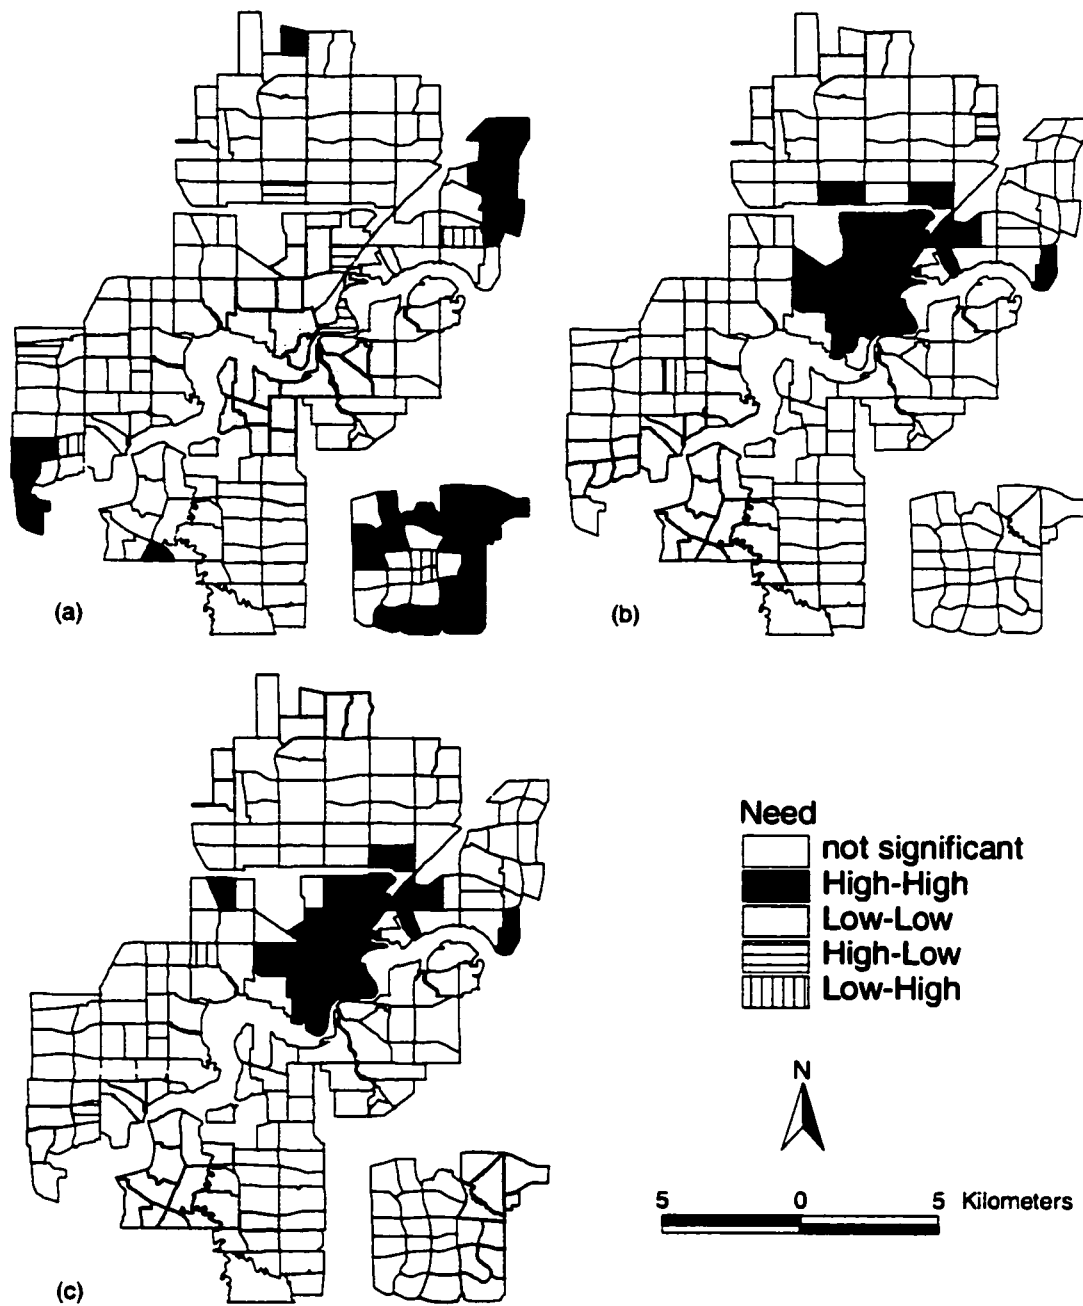 (a)
(b)
Need
not significant
High-High
Low-Low
High-Low
Low-High
N
5 0 5 Kilometers
(c)